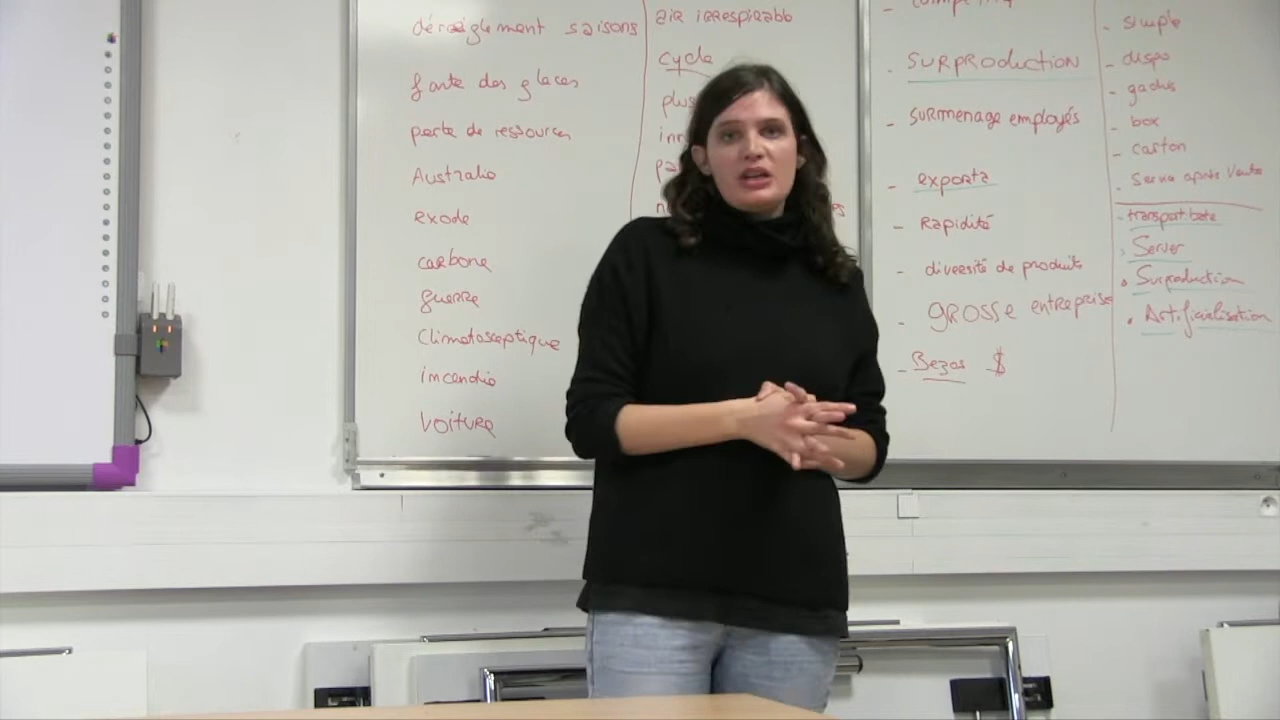 déréglement saisons
fonte des glaces
perte de ressources
Australie
exode
carbone
guerre
Climatosceptique
incendie
voiture
air irrespirable
cycle
plus
SURPRODUCTION
SURMENAGE employés
exporta
Rapidité
diversité de produits
GROSSE entreprise
Bezos $
simple
dispo
box
carton
Service après Vente
transport
Server
Surproduction
Artificialisation